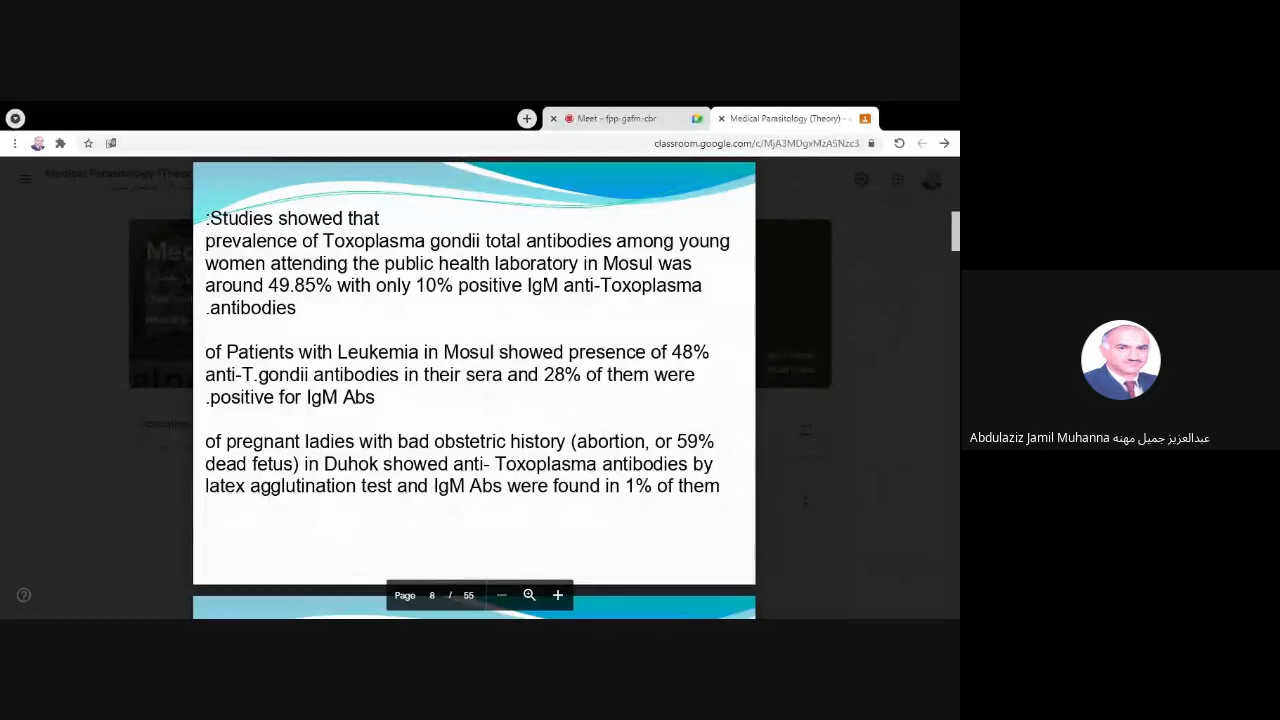 Meet – fpp-gafm-cbr
Medical Parasitology (Theory) -
classroom.google.com/c/MjA3MDgxMzA5Nzc3
Medical Parasitology (Theor
:Studies showed that
prevalence of Toxoplasma gondii total antibodies among young
women attending the public health laboratory in Mosul was
around 49.85% with only 10% positive IgM anti-Toxoplasma
.antibodies
of Patients with Leukemia in Mosul showed presence of 48%
anti-T.gondii antibodies in their sera and 28% of them were
.positive for IgM Abs
of pregnant ladies with bad obstetric history (abortion, or 59%
dead fetus) in Duhok showed anti- Toxoplasma antibodies by
latex agglutination test and IgM Abs were found in 1% of them
Page 8 / 55
Abdulaziz Jamil Muhanna عبدالعزيز جميل مهنه